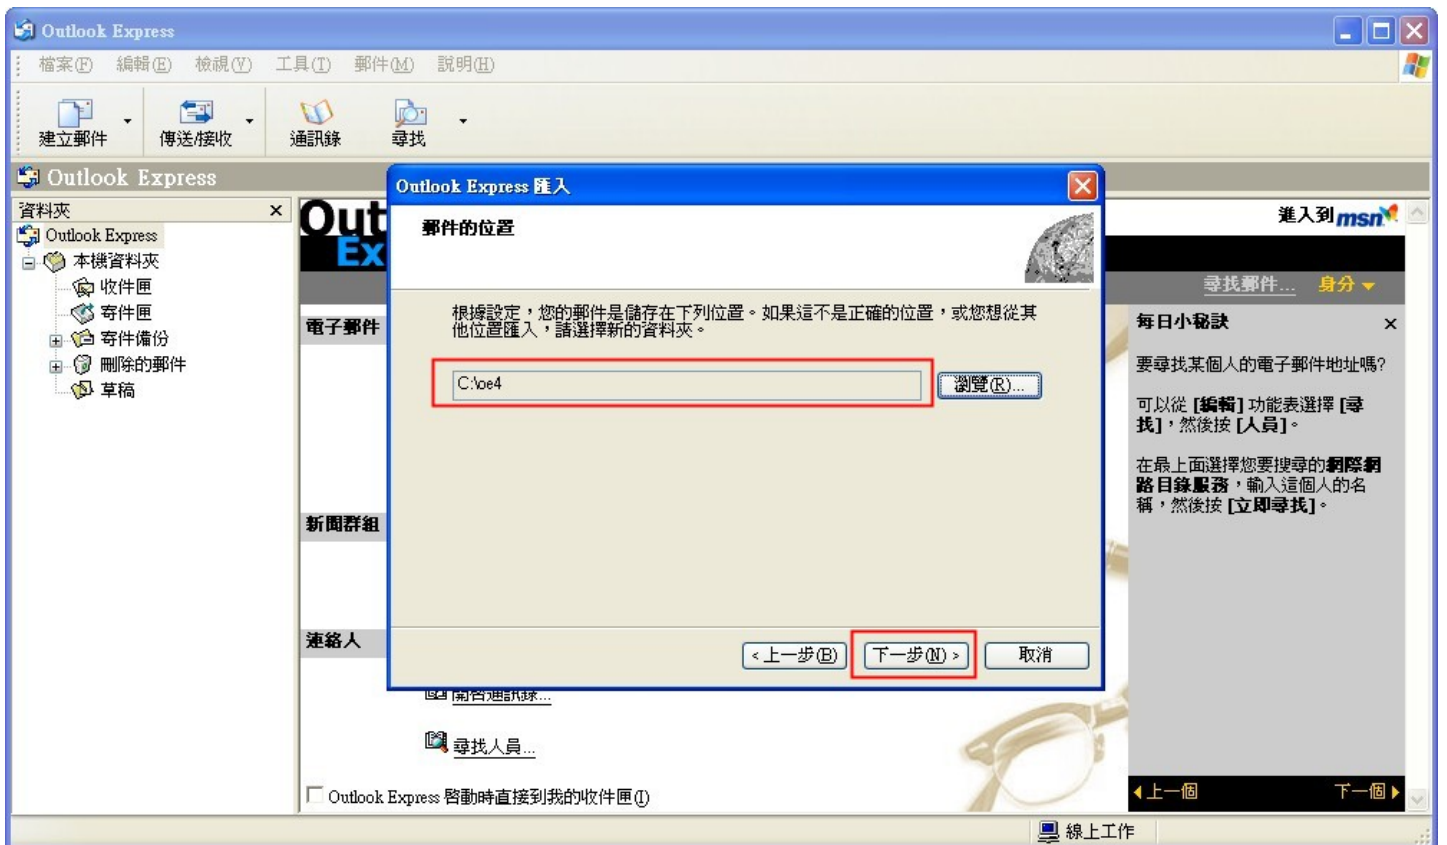 Outlook Express
檔案(F) 編輯(E) 檢視(V) 工具(T) 郵件(M) 說明(H)
建立郵件 傳送/接收 通訊錄 尋找
Outlook Express
資料夾
Outlook Express
本機資料夾
收件匣
寄件匣
寄件備份
刪除的郵件
草稿
Out
Ex
電子郵件
新聞群組
連絡人
Outlook Express 匯入
郵件的位置
根據設定，您的郵件是儲存在下列位置。如果這不是正確的位置，或您想從其
他位置匯入，請選擇新的資料夾。
C:\oe4
瀏覽(R)...
<上一步(B) 下一步(N)> 取消
開啟通訊錄...
尋找人員...
Outlook Express 啓動時直接到我的收件匣(I)
進入到 msn
尋找郵件... 身分
每日小秘訣
要尋找某個人的電子郵件地址嗎?
可以從 [編輯] 功能表選擇 [尋
找]，然後按 [人員]。
在最上面選擇您要搜尋的網際網
路目錄服務，輸入這個人的名
稱，然後按 [立即尋找]。
上一個 下一個
線上工作